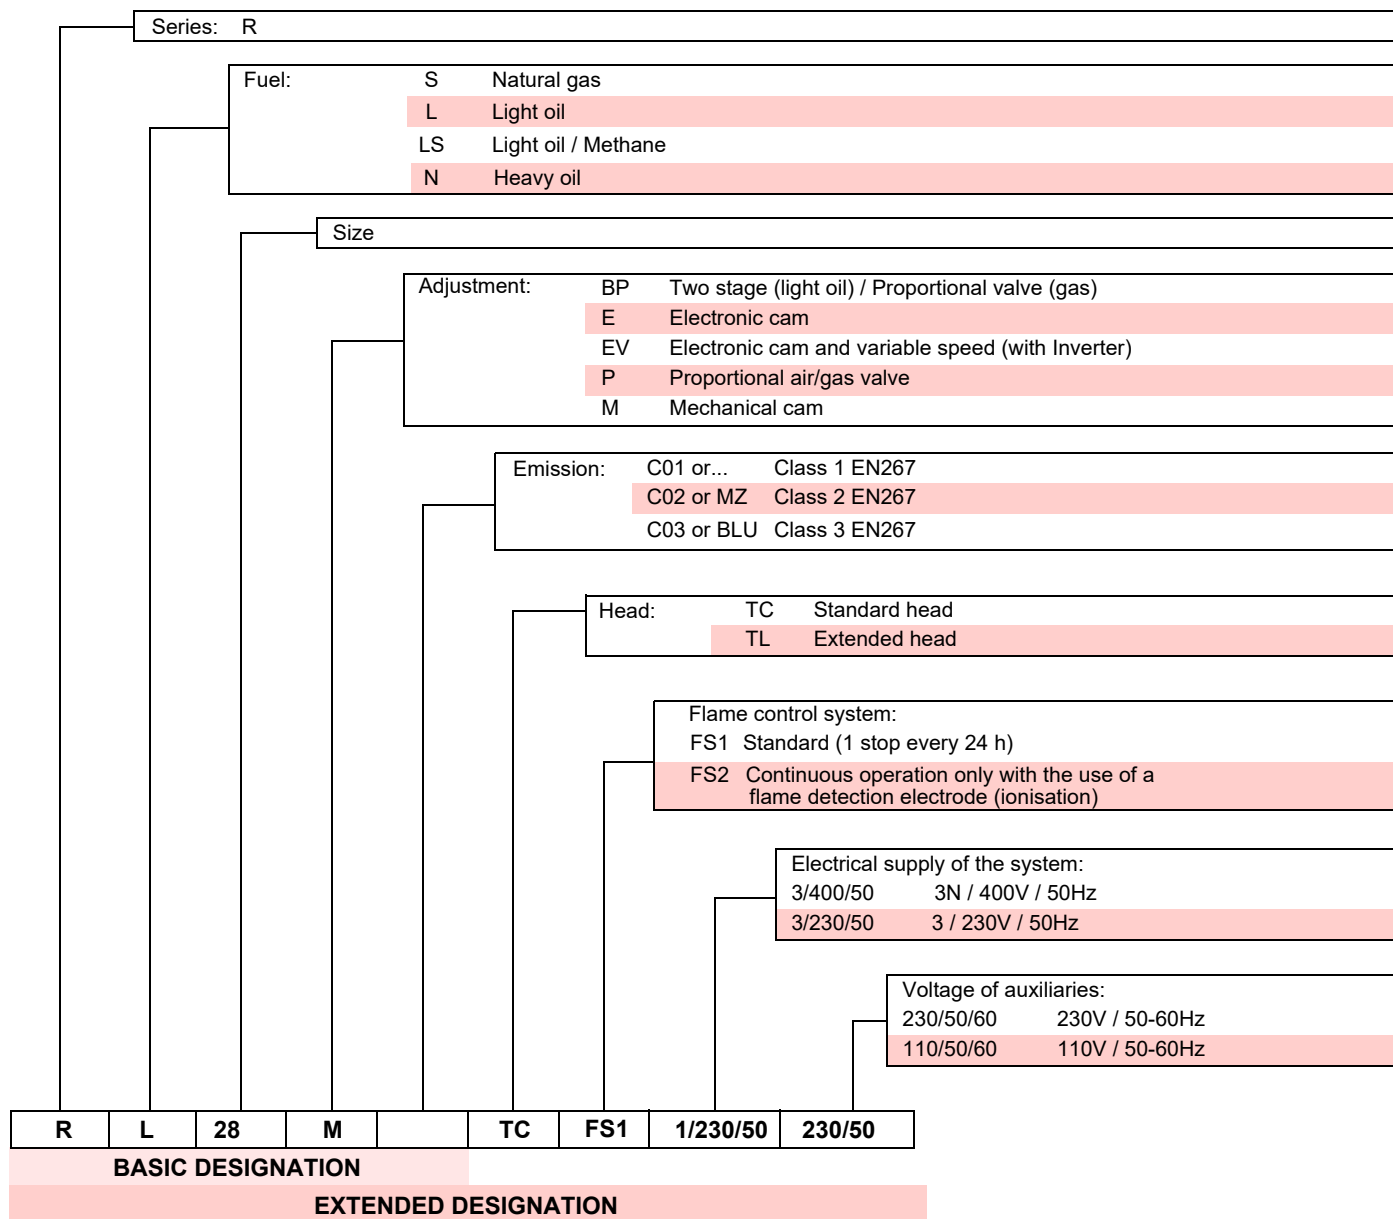 Series: R
Fuel: S Natural gas
L Light oil
LS Light oil / Methane
N Heavy oil
Size
Adjustment: BP Two stage (light oil) / Proportional valve (gas)
E Electronic cam
EV Electronic cam and variable speed (with Inverter)
P Proportional air/gas valve
M Mechanical cam
Emission: C01 or... Class 1 EN267
C02 or MZ Class 2 EN267
C03 or BLU Class 3 EN267
Head: TC Standard head
TL Extended head
Flame control system:
FS1 Standard (1 stop every 24 h)
FS2 Continuous operation only with the use of a
flame detection electrode (ionisation)
Electrical supply of the system:
3/400/50 3N / 400V / 50Hz
3/230/50 3 / 230V / 50Hz
Voltage of auxiliaries:
230/50/60 230V / 50-60Hz
110/50/60 110V / 50-60Hz
R L 28 M TC FS1 1/230/50 230/50
BASIC DESIGNATION
EXTENDED DESIGNATION